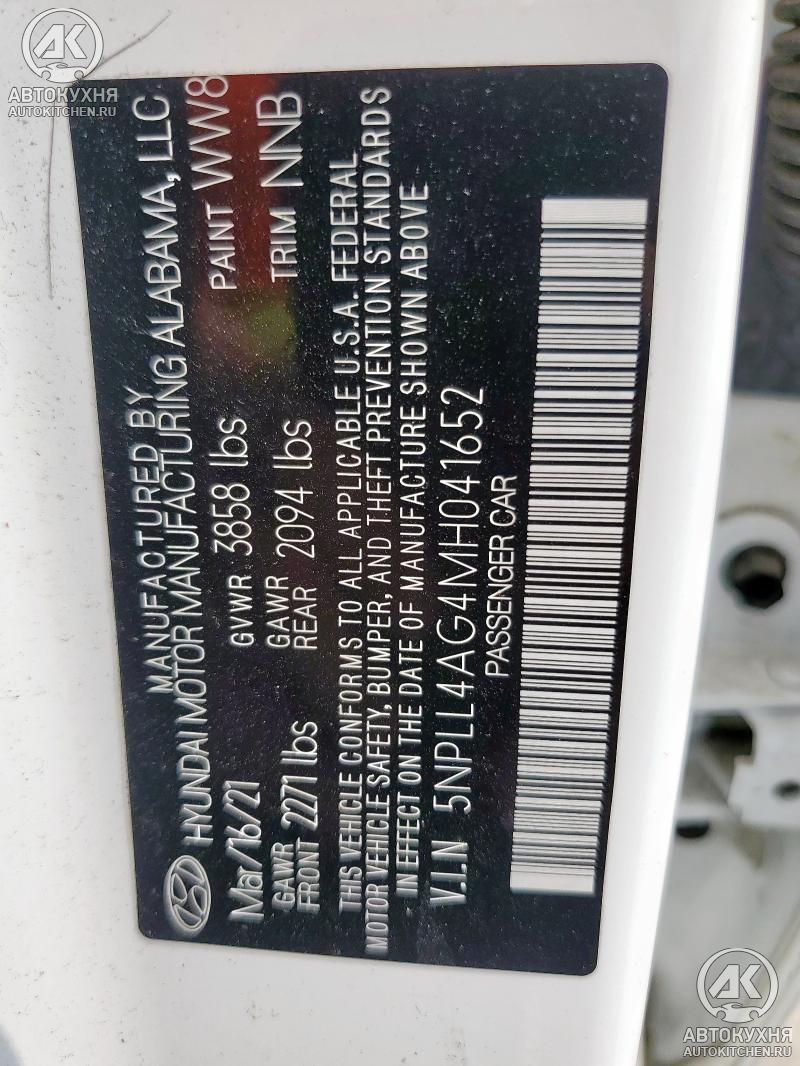 АК
АВТОКУХНЯ
AUTOKITCHEN.RU
MANUFACTURED BY
HYUNDAI MOTOR MANUFACTURING ALABAMA, LLC
Mar/16/21 GVWR 3858 lbs PAINT WW8
GAWR FRONT 2271 lbs GAWR REAR 2094 lbs TRIM NNB
THIS VEHICLE CONFORMS TO ALL APPLICABLE U.S.A. FEDERAL
MOTOR VEHICLE SAFETY, BUMPER, AND THEFT PREVENTION STANDARDS
IN EFFECT ON THE DATE OF MANUFACTURE SHOWN ABOVE
V.I.N 5NPLL4AG4MH041652
PASSENGER CAR
АК
АВТОКУХНЯ
AUTOKITCHEN.RU